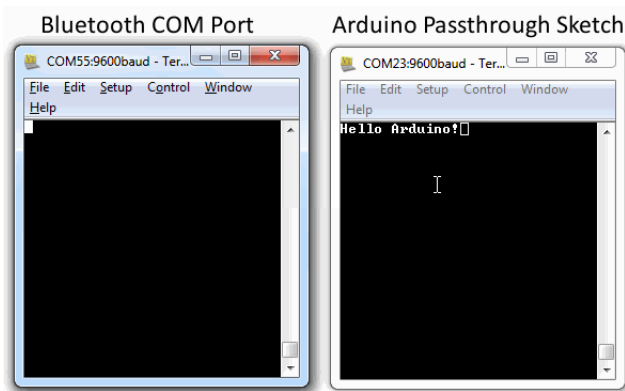 Bluetooth COM Port
COM55:9600baud - Ter...
File Edit Setup Control Window
Help
Arduino Passthrough Sketch
COM23:9600baud - Ter...
File Edit Setup Control Window
Help
Hello Arduino!